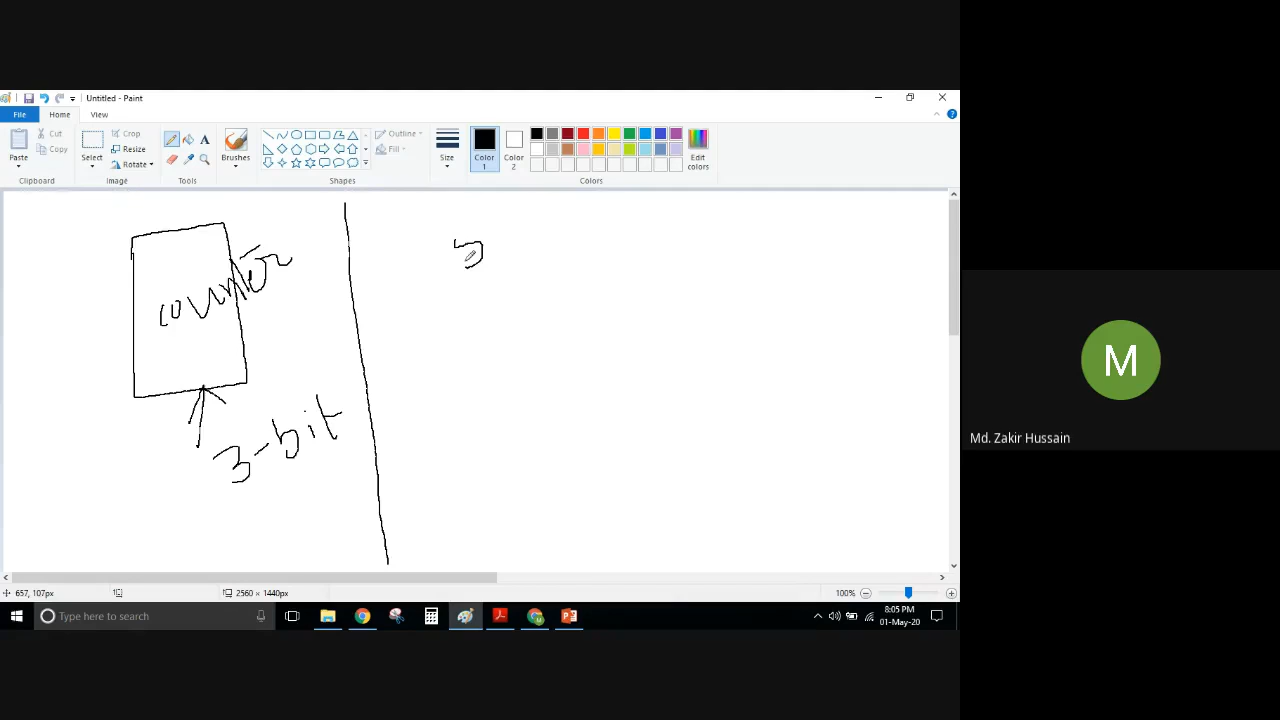 Untitled - Paint
File
Home
View
Paste
Cut
Copy
Clipboard
Select
Crop
Resize
Rotate
Image
Tools
Brushes
Outline
Fill
Shapes
Size
Color 1
Color 2
Edit colors
Colors
counter
3-bit
657, 107px
2560 × 1440px
100%
Type here to search
8:05 PM
01-May-20
M
Md. Zakir Hussain